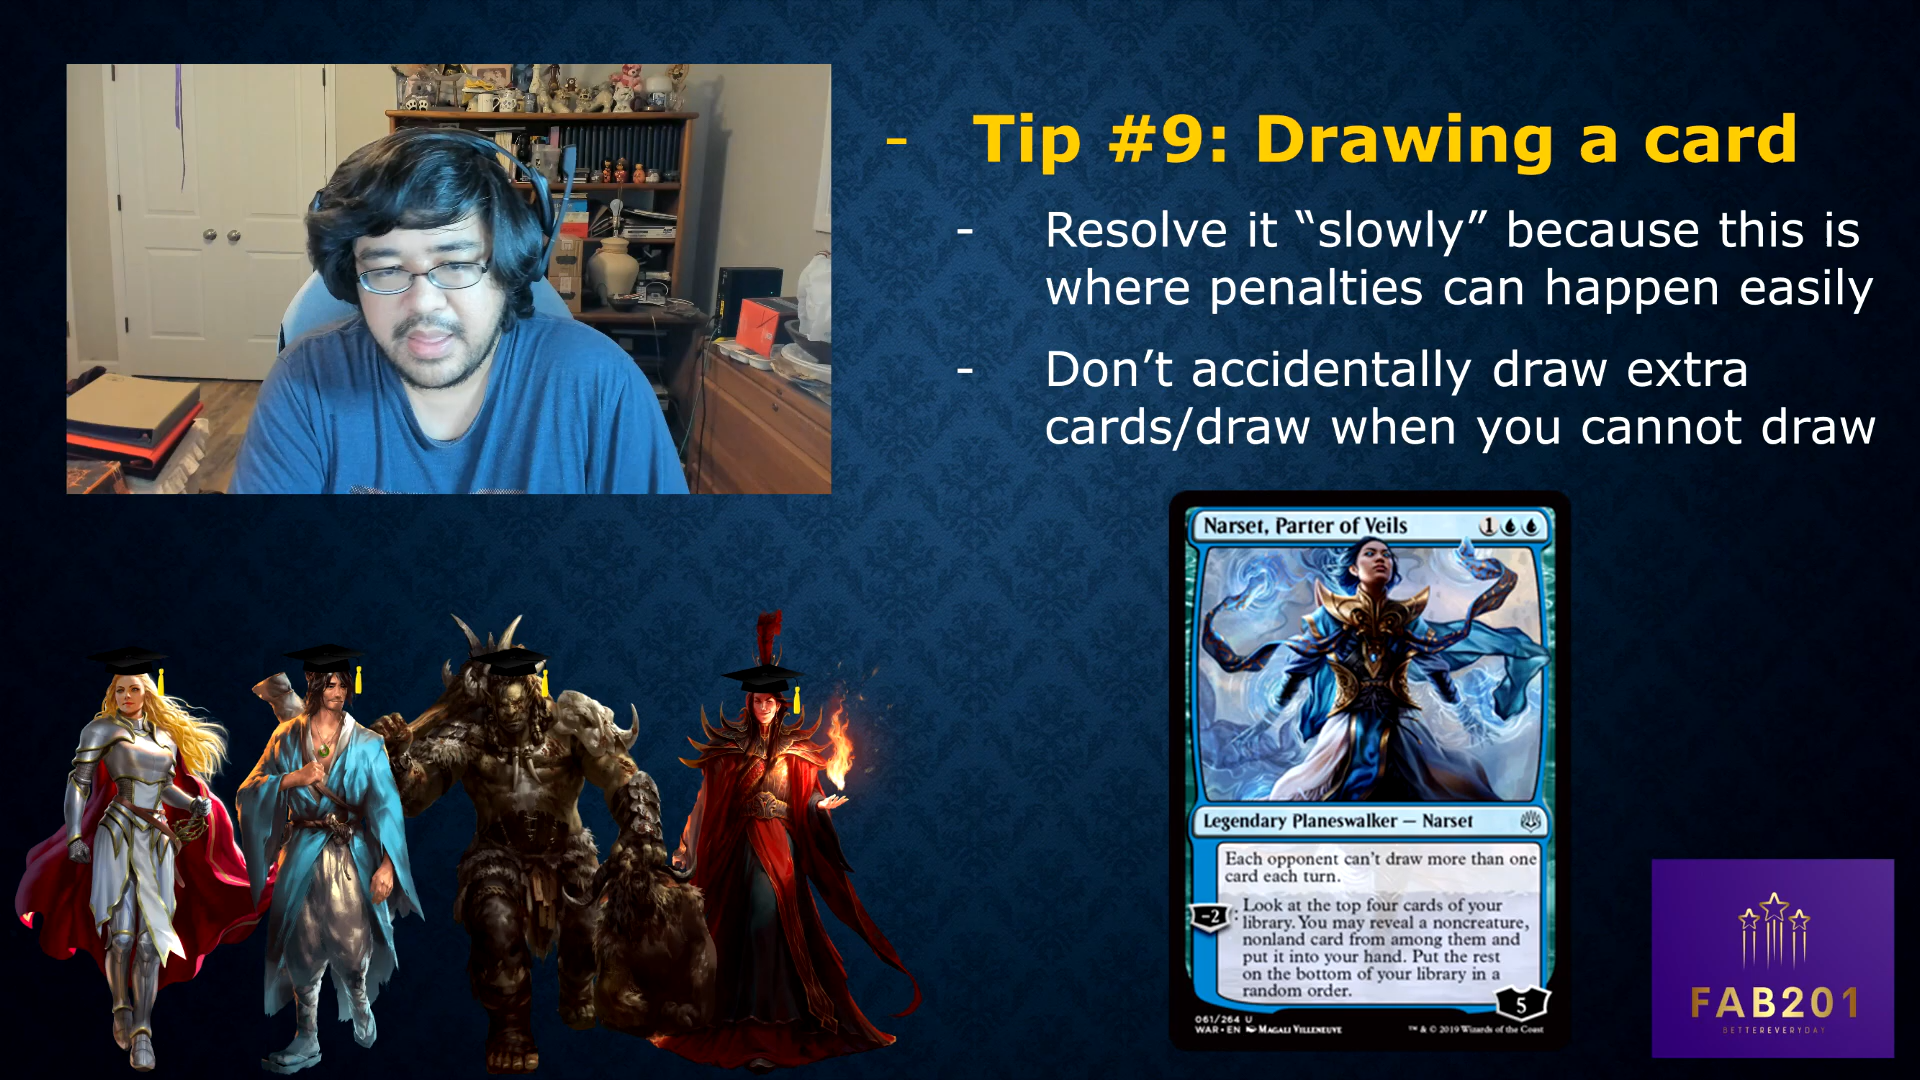 - Tip #9: Drawing a card
- Resolve it “slowly” because this is
where penalties can happen easily
- Don’t accidentally draw extra
cards/draw when you cannot draw
Narset, Parter of Veils 1
Legendary Planeswalker — Narset
Each opponent can't draw more than one
card each turn.
-2: Look at the top four cards of your
library. You may reveal a noncreature,
nonland card from among them and
put it into your hand. Put the rest
on the bottom of your library in a
random order.
5
061/264 U
WAR • EN Magali Villeneuve
™ & © 2019 Wizards of the Coast
FAB201
BETTEREVERYDAY